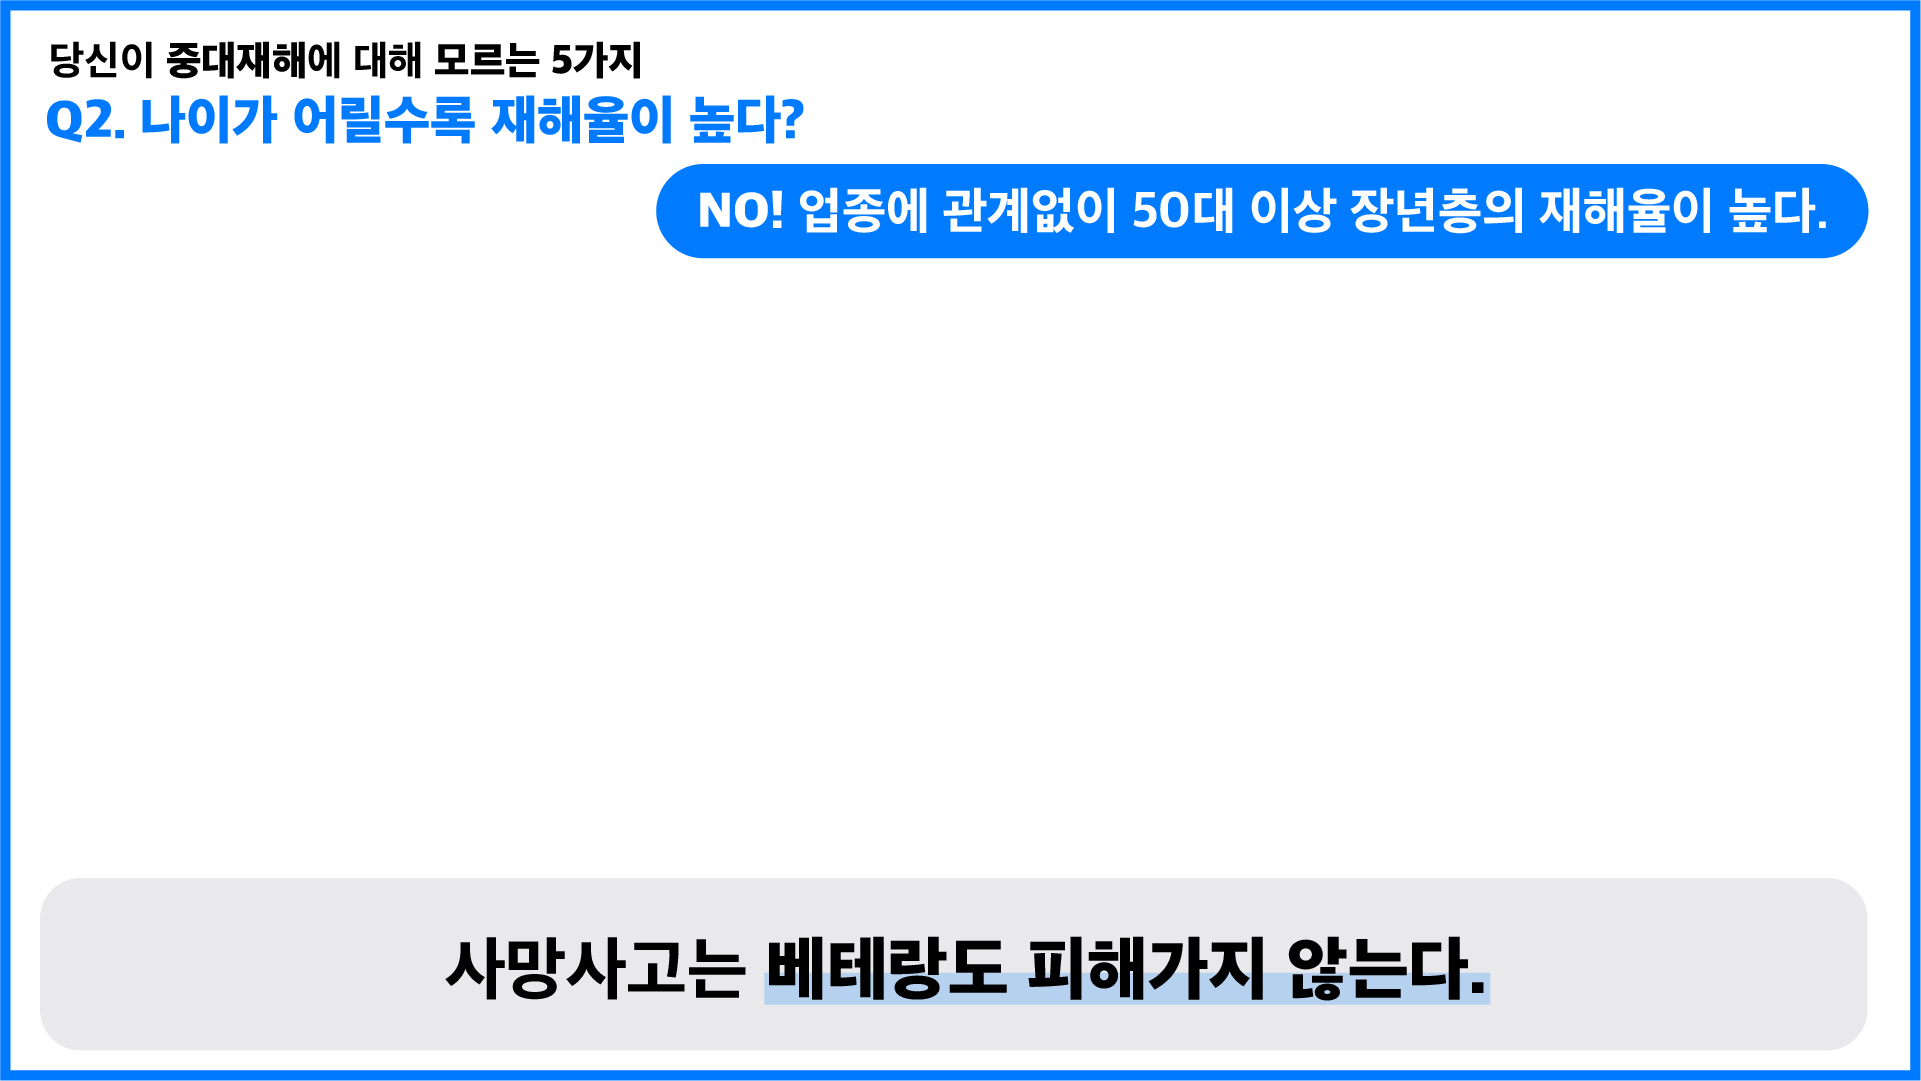 당신이 중대재해에 대해 모르는 5가지
Q2. 나이가 어릴수록 재해율이 높다?
NO! 업종에 관계없이 50대 이상 장년층의 재해율이 높다.
사망사고는 베테랑도 피해가지 않는다.